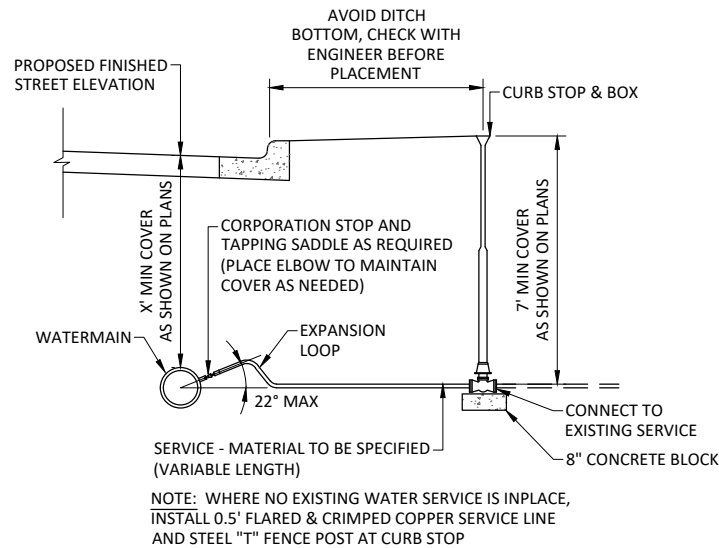 AVOID DITCH
BOTTOM, CHECK WITH
ENGINEER BEFORE
PLACEMENT
PROPOSED FINISHED
STREET ELEVATION
CURB STOP & BOX
X' MIN COVER
AS SHOWN ON PLANS
CORPORATION STOP AND
TAPPING SADDLE AS REQUIRED
(PLACE ELBOW TO MAINTAIN
COVER AS NEEDED)
7' MIN COVER
AS SHOWN ON PLANS
WATERMAIN
EXPANSION
LOOP
22° MAX
CONNECT TO
EXISTING SERVICE
SERVICE - MATERIAL TO BE SPECIFIED
(VARIABLE LENGTH)
8" CONCRETE BLOCK
NOTE: WHERE NO EXISTING WATER SERVICE IS INPLACE,
INSTALL 0.5' FLARED & CRIMPED COPPER SERVICE LINE
AND STEEL "T" FENCE POST AT CURB STOP